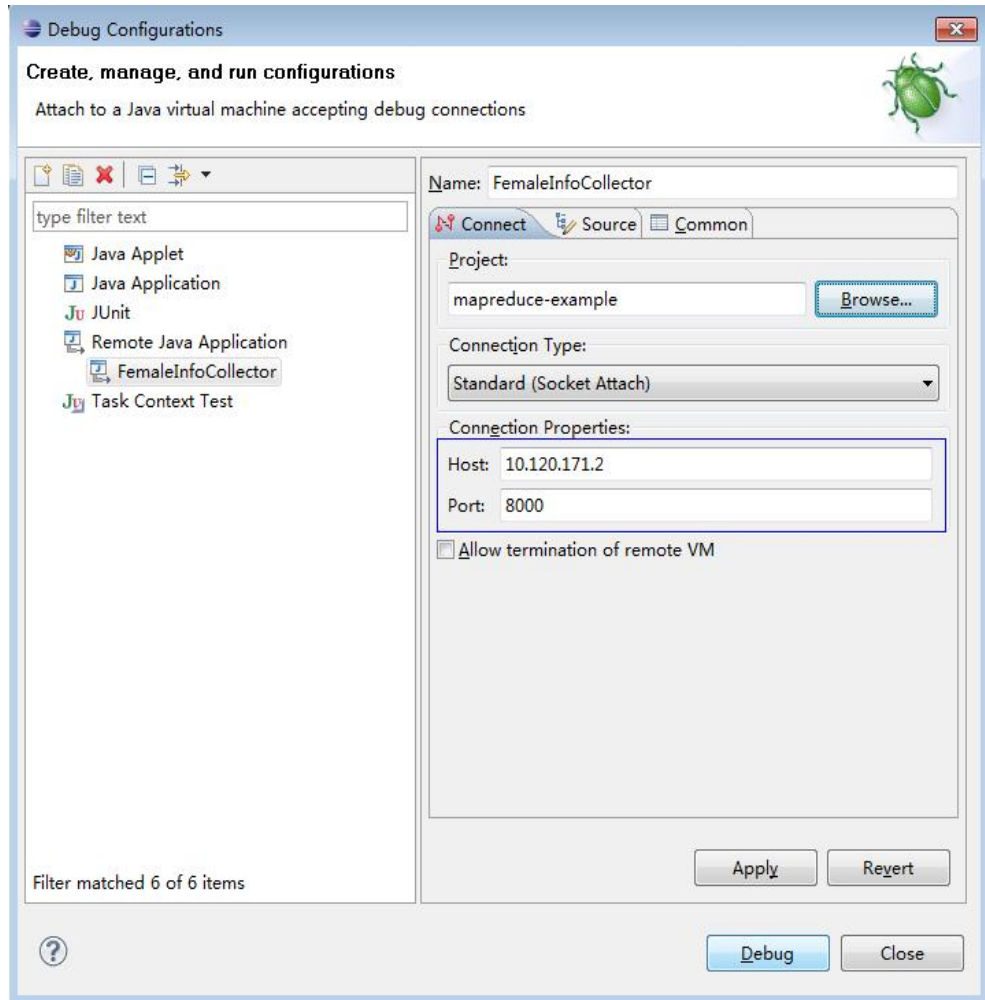 Debug Configurations
Create, manage, and run configurations
Attach to a Java virtual machine accepting debug connections
type filter text
Java Applet
Java Application
Ju JUnit
Remote Java Application
FemaleInfoCollector
Ju Task Context Test
Filter matched 6 of 6 items
Name: FemaleInfoCollector
Connect Source Common
Project:
mapreduce-example Browse...
Connection Type:
Standard (Socket Attach)
Connection Properties:
Host: 10.120.171.2
Port: 8000
Allow termination of remote VM
Apply Revert
? Debug Close